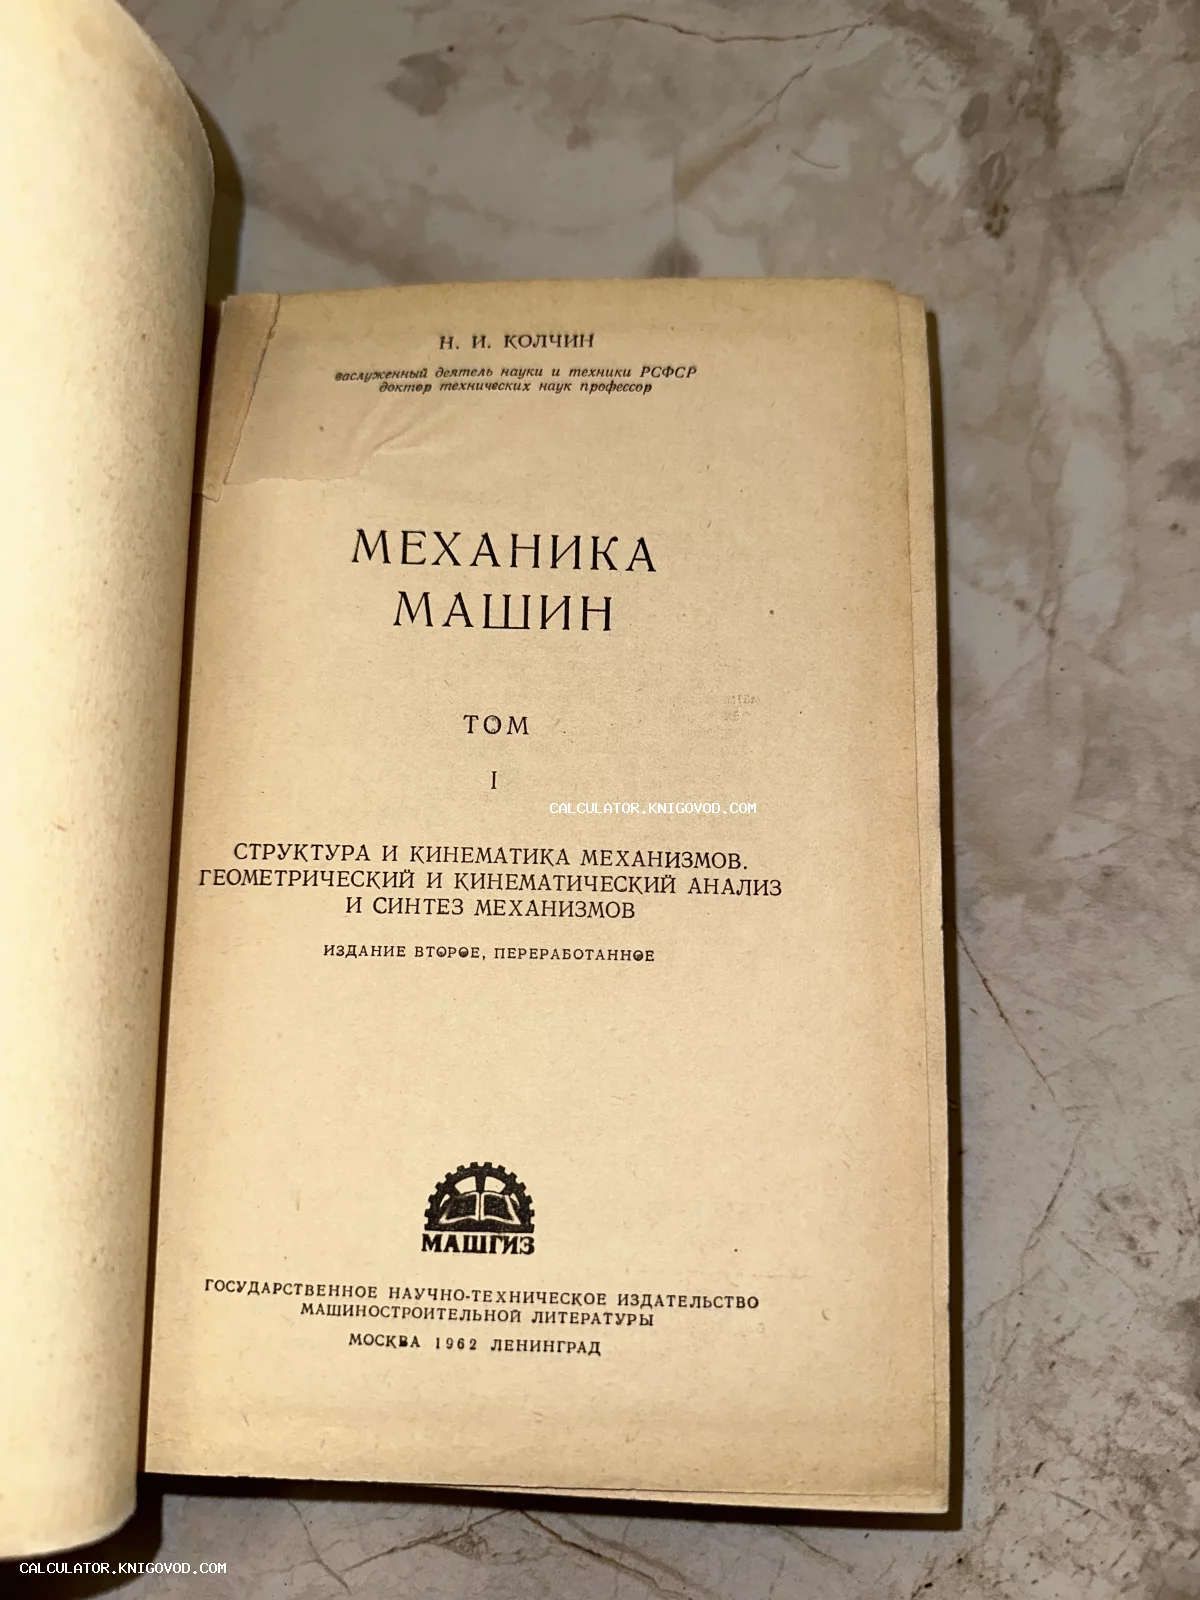 Н. И. КОЛЧИН
заслуженный деятель науки и техники РСФСР
доктор технических наук профессор
МЕХАНИКА
МАШИН
ТОМ
I
CALCULATOR.KNIGOVOD.COM
СТРУКТУРА И КИНЕМАТИКА МЕХАНИЗМОВ.
ГЕОМЕТРИЧЕСКИЙ И КИНЕМАТИЧЕСКИЙ АНАЛИЗ
И СИНТЕЗ МЕХАНИЗМОВ
ИЗДАНИЕ ВТОРОЕ, ПЕРЕРАБОТАННОЕ
МАШГИЗ
ГОСУДАРСТВЕННОЕ НАУЧНО-ТЕХНИЧЕСКОЕ ИЗДАТЕЛЬСТВО
МАШИНОСТРОИТЕЛЬНОЙ ЛИТЕРАТУРЫ
МОСКВА 1962 ЛЕНИНГРАД
CALCULATOR.KNIGOVOD.COM